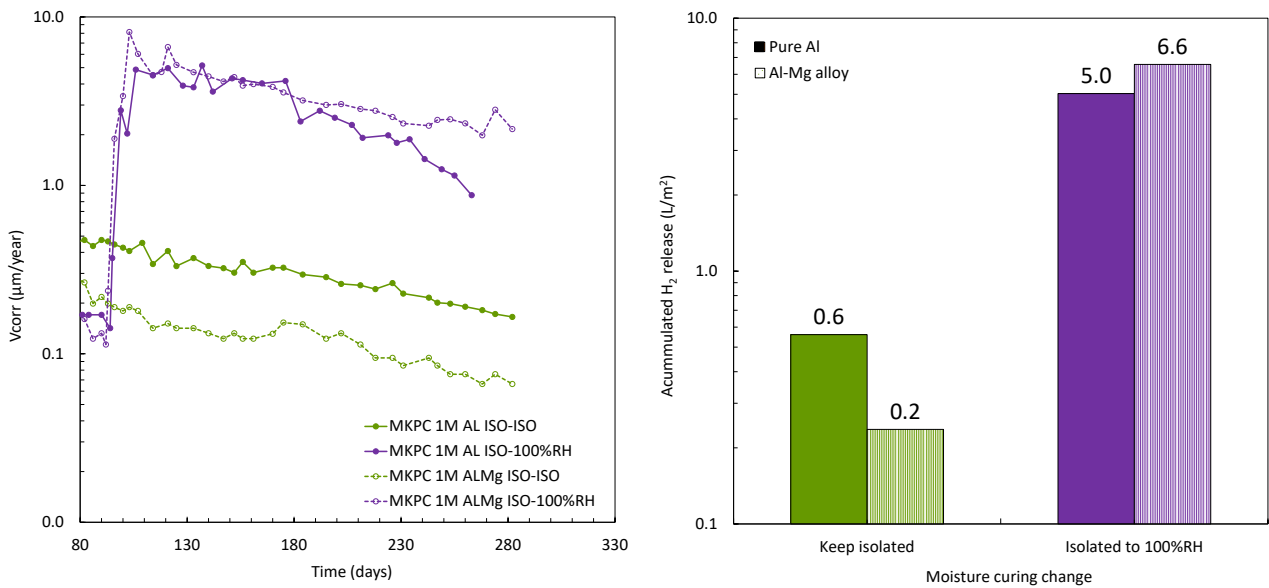 10.0
1.0
0.1
0.0
Vcorr (µm/year)
80
130
180
230
280
330
Time (days)
MKPC 1M AL ISO-ISO
MKPC 1M AL ISO-100%RH
MKPC 1M ALMg ISO-ISO
MKPC 1M ALMg ISO-100%RH
10.0
1.0
0.1
Acummulated H₂ release (L/m²)
Pure Al
Al-Mg alloy
0.6
0.2
5.0
6.6
Keep isolated
Isolated to 100%RH
Moisture curing change